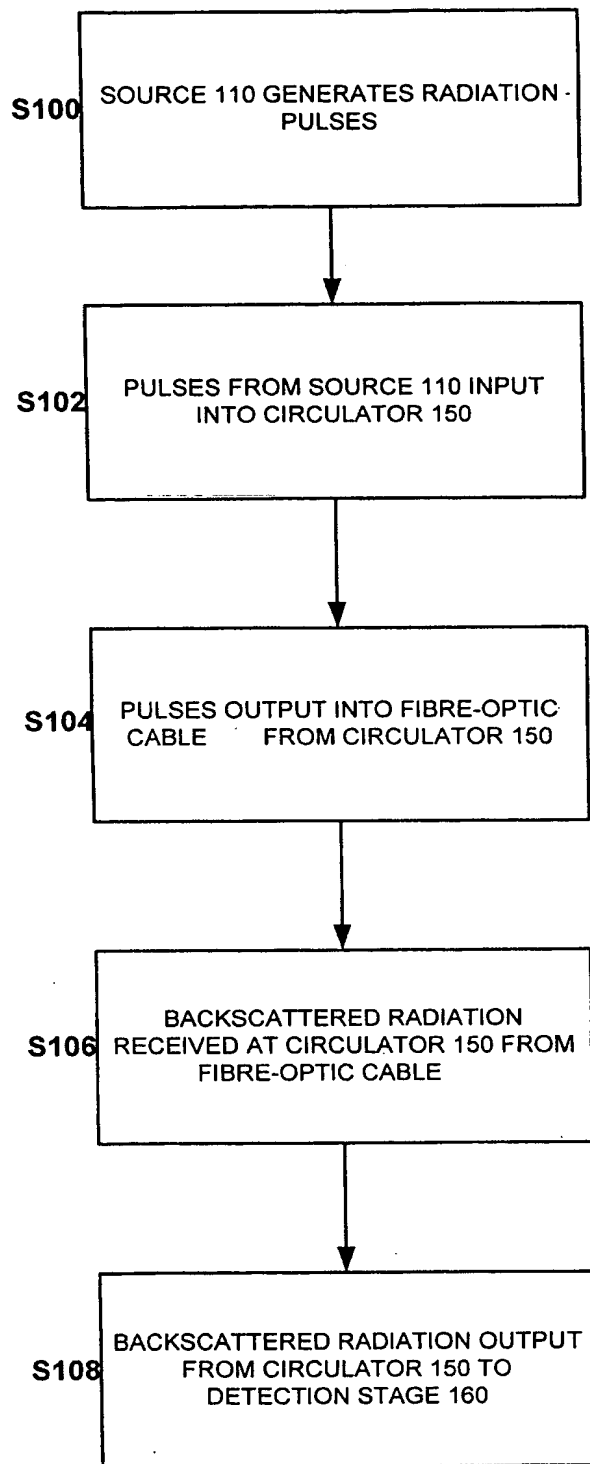 S100
SOURCE 110 GENERATES RADIATION
PULSES
S102
PULSES FROM SOURCE 110 INPUT
INTO CIRCULATOR 150
S104
PULSES OUTPUT INTO FIBRE-OPTIC
CABLE FROM CIRCULATOR 150
S106
BACKSCATTERED RADIATION
RECEIVED AT CIRCULATOR 150 FROM
FIBRE-OPTIC CABLE
S108
BACKSCATTERED RADIATION OUTPUT
FROM CIRCULATOR 150 TO
DETECTION STAGE 160